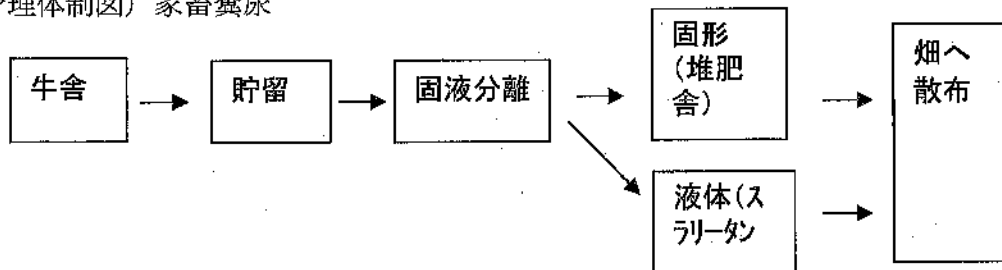 理体制図）家畜糞尿
牛舎
貯留
固液分離
固形
(堆肥
舎)
液体(ス
ラリータン
畑へ
散布